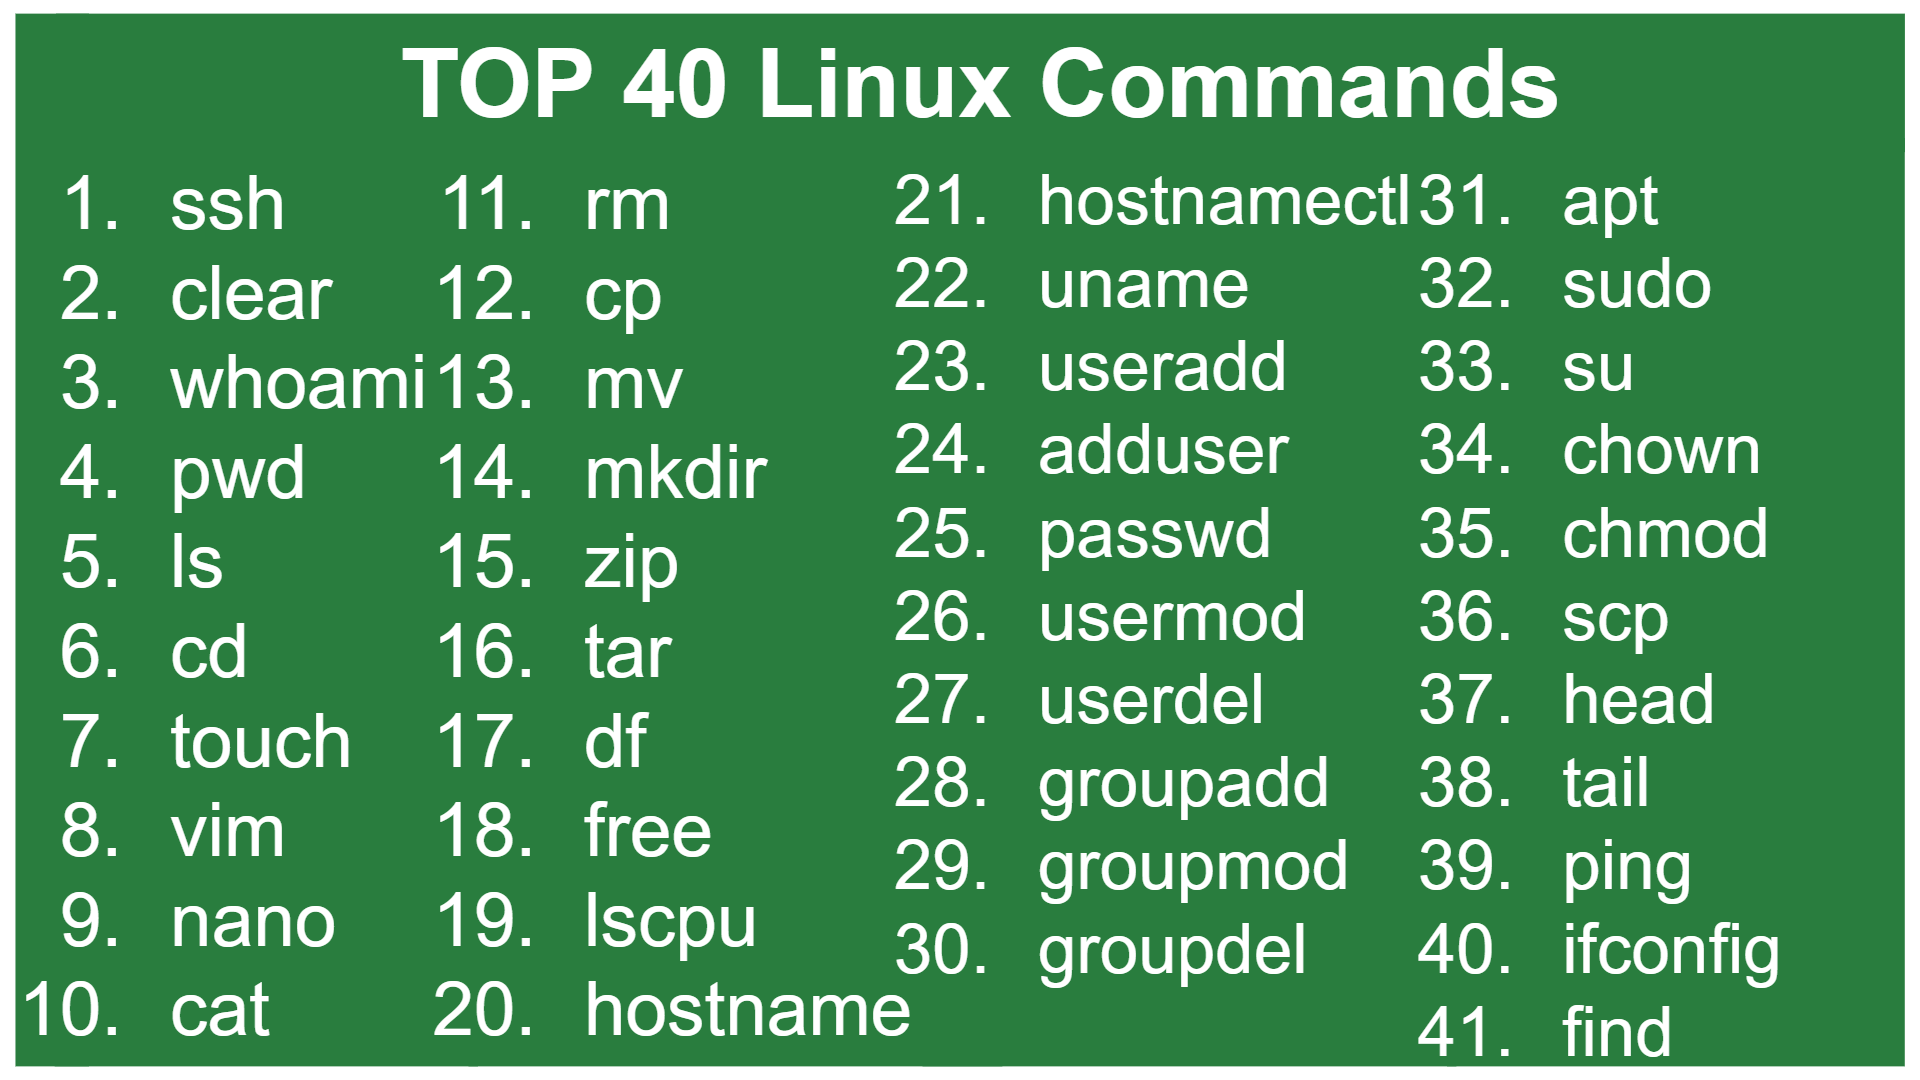 TOP 40 Linux Commands
1. ssh
2. clear
3. whoami
4. pwd
5. ls
6. cd
7. touch
8. vim
9. nano
10. cat
11. rm
12. cp
13. mv
14. mkdir
15. zip
16. tar
17. df
18. free
19. lscpu
20. hostname
21. hostnamectl
22. uname
23. useradd
24. adduser
25. passwd
26. usermod
27. userdel
28. groupadd
29. groupmod
30. groupdel
31. apt
32. sudo
33. su
34. chown
35. chmod
36. scp
37. head
38. tail
39. ping
40. ifconfig
41. find